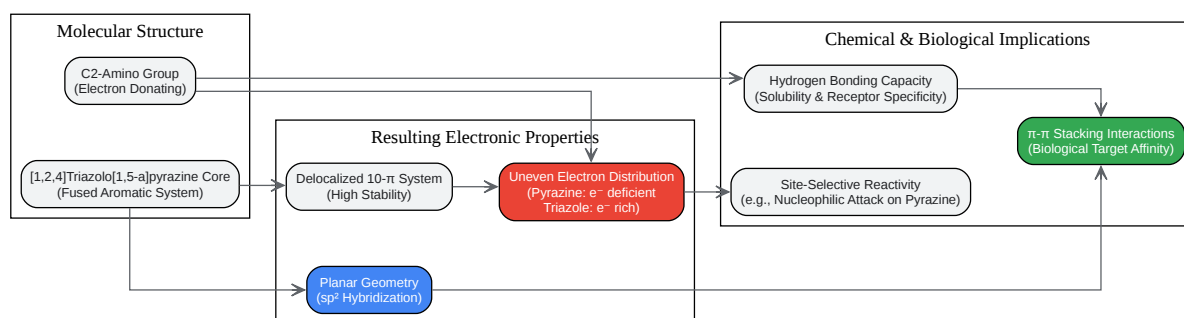 Molecular Structure
C2-Amino Group
(Electron Donating)
[1,2,4]Triazolo[1,5-a]pyrazine Core
(Fused Aromatic System)
Resulting Electronic Properties
Delocalized 10-π System
(High Stability)
Uneven Electron Distribution
(Pyrazine: e⁻ deficient
Triazole: e⁻ rich)
Planar Geometry
(sp² Hybridization)
Chemical & Biological Implications
Hydrogen Bonding Capacity
(Solubility & Receptor Specificity)
π-π Stacking Interactions
(Biological Target Affinity)
Site-Selective Reactivity
(e.g., Nucleophilic Attack on Pyrazine)